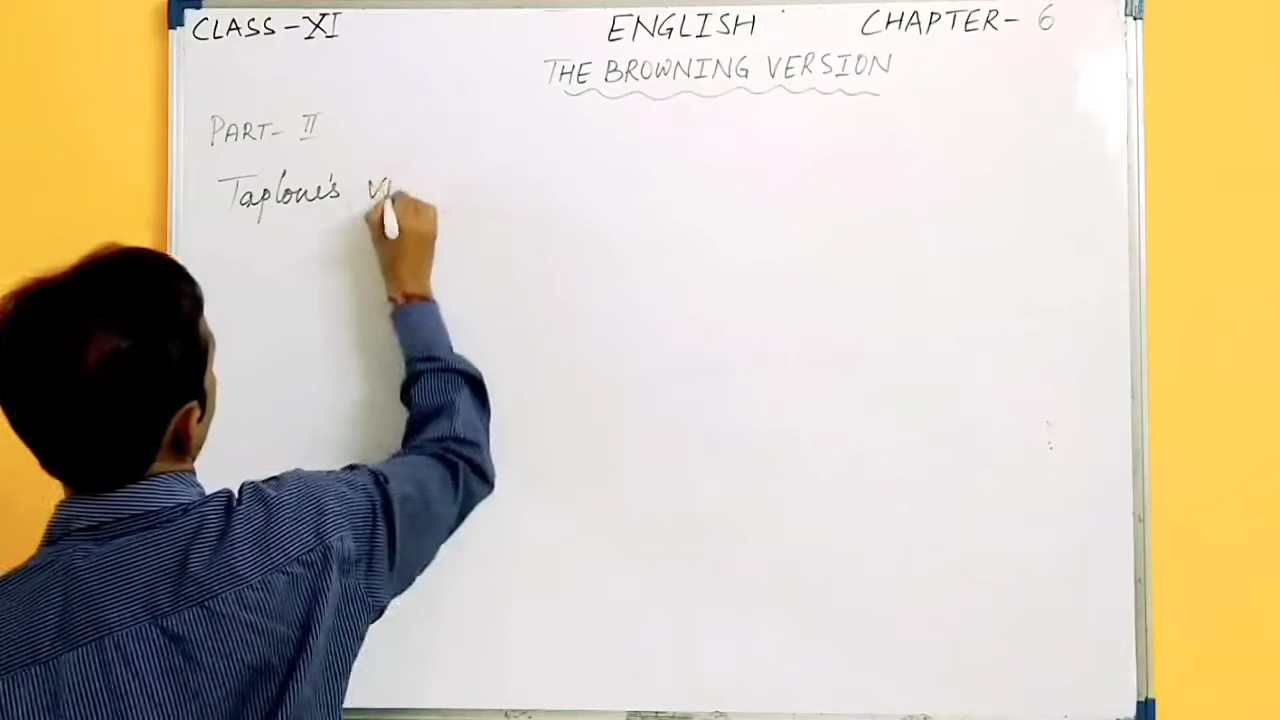 CLASS-XI ENGLISH CHAPTER-6
THE BROWNING VERSION
PART-II
Taplow's